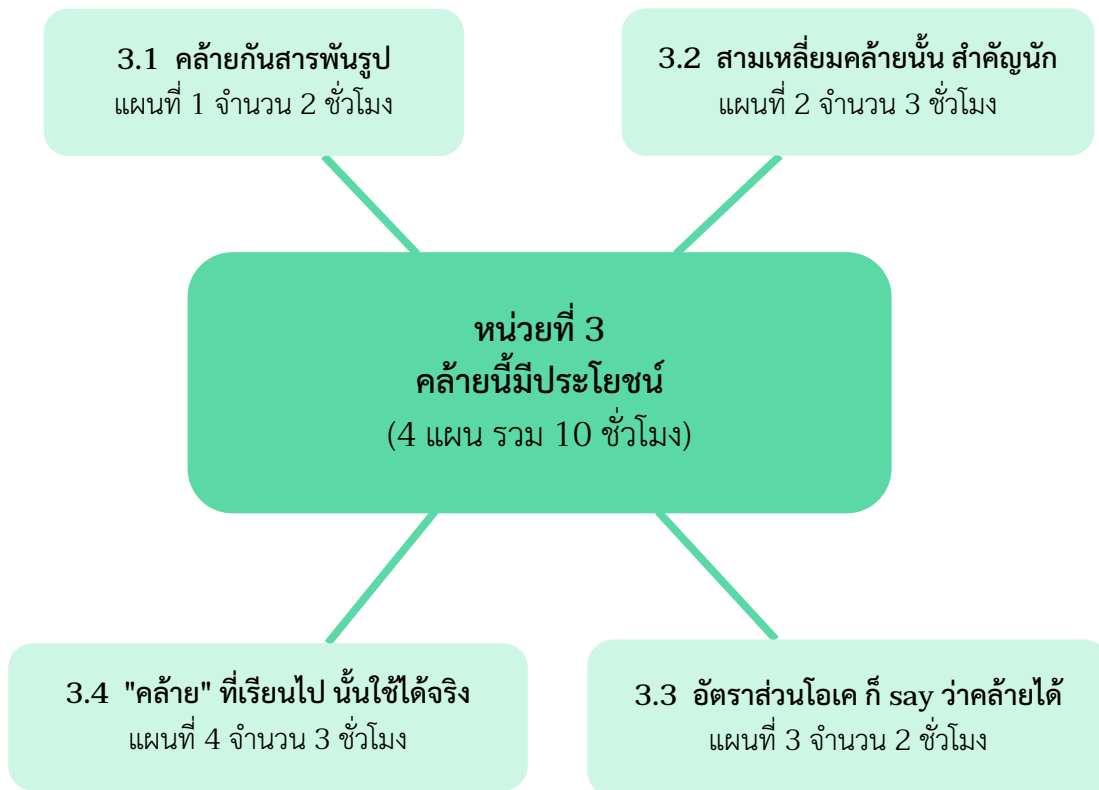 3.1 คล้ายกันสารพันรูป
แผนที่ 1 จำนวน 2 ชั่วโมง
3.2 สามเหลี่ยมคล้ายนั้น สำคัญนัก
แผนที่ 2 จำนวน 3 ชั่วโมง
หน่วยที่ 3
คล้ายนี้มีประโยชน์
(4 แผน รวม 10 ชั่วโมง)
3.4 "คล้าย" ที่เรียนไป นั้นใช้ได้จริง
แผนที่ 4 จำนวน 3 ชั่วโมง
3.3 อัตราส่วนโอเค ก็ say ว่าคล้ายได้
แผนที่ 3 จำนวน 2 ชั่วโมง